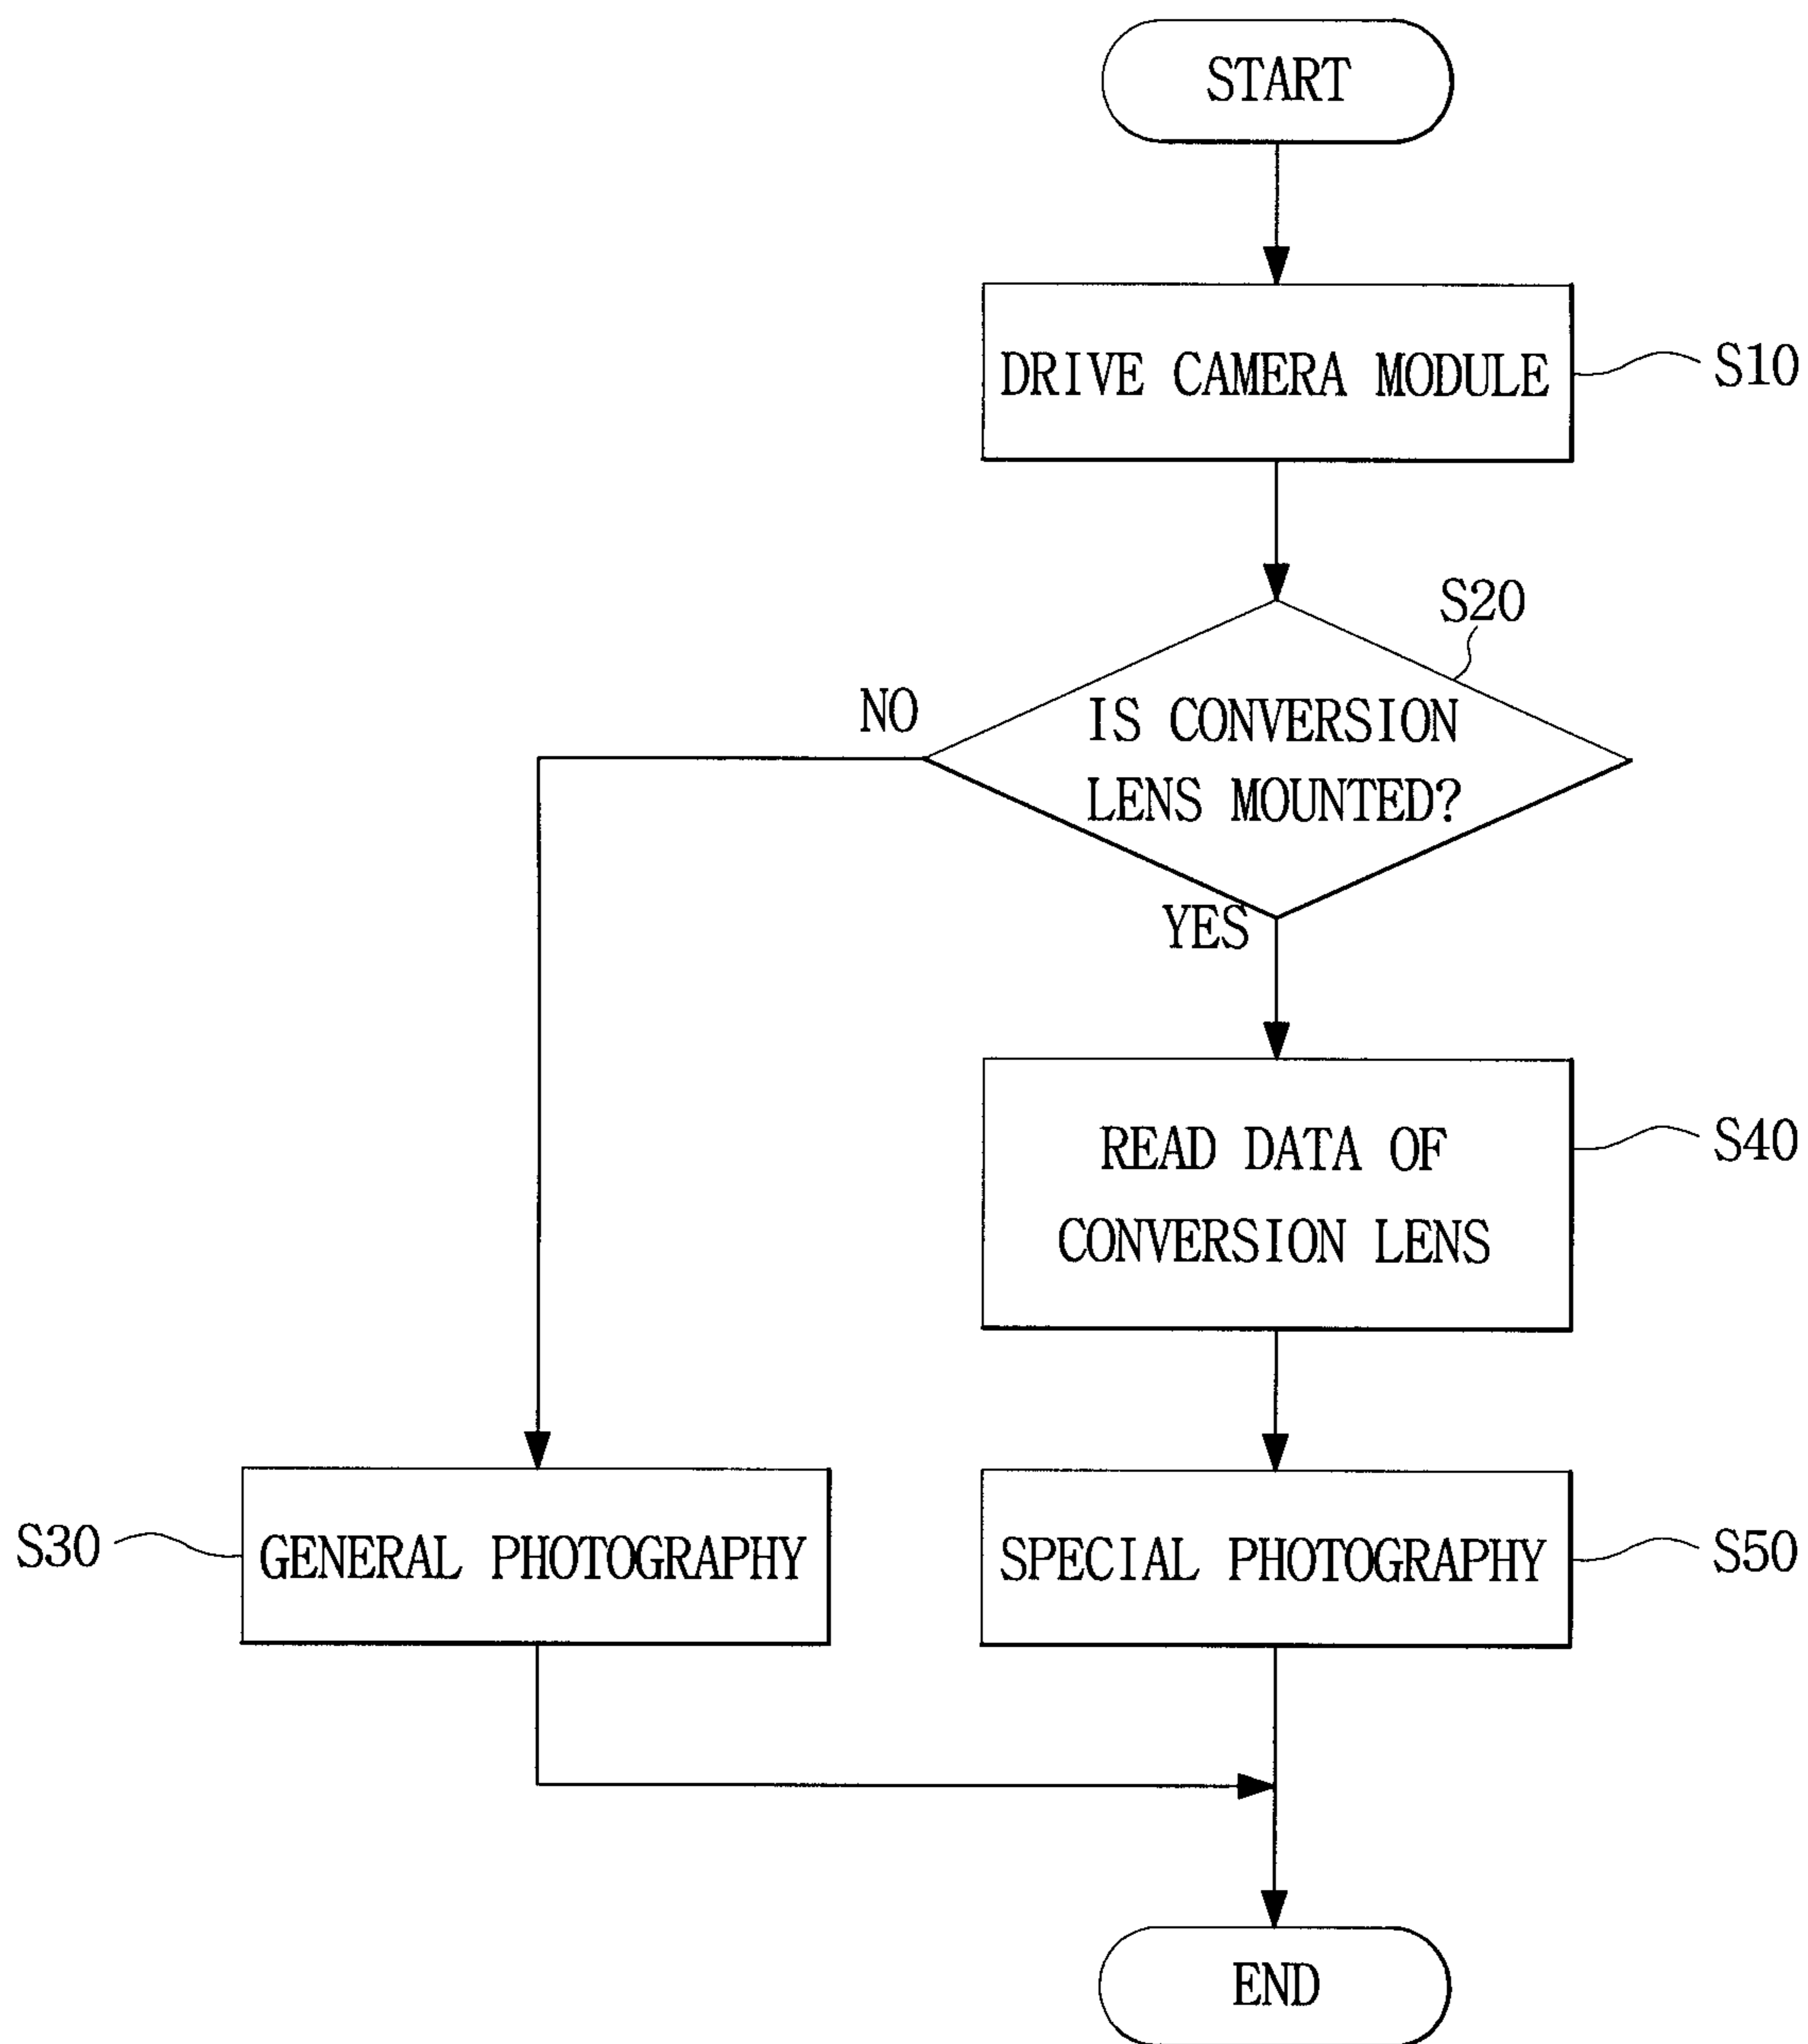 START
DRIVE CAMERA MODULE
S10
S20
NO
IS CONVERSION
LENS MOUNTED?
YES
READ DATA OF
CONVERSION LENS
S40
S30
GENERAL PHOTOGRAPHY
SPECIAL PHOTOGRAPHY
S50
END